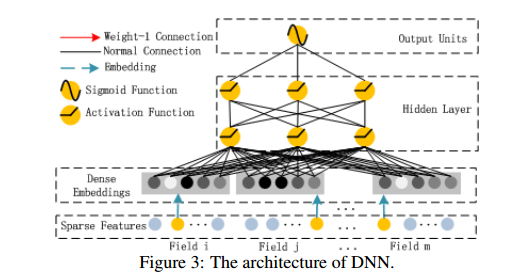 Weight-1 Connection
Normal Connection
Embedding
Sigmoid Function
Activation Function
Output Units
Hidden Layer
Dense
Embeddings
...
Sparse Features
... ... ... ...
Field i Field j ... Field m
Figure 3: The architecture of DNN.